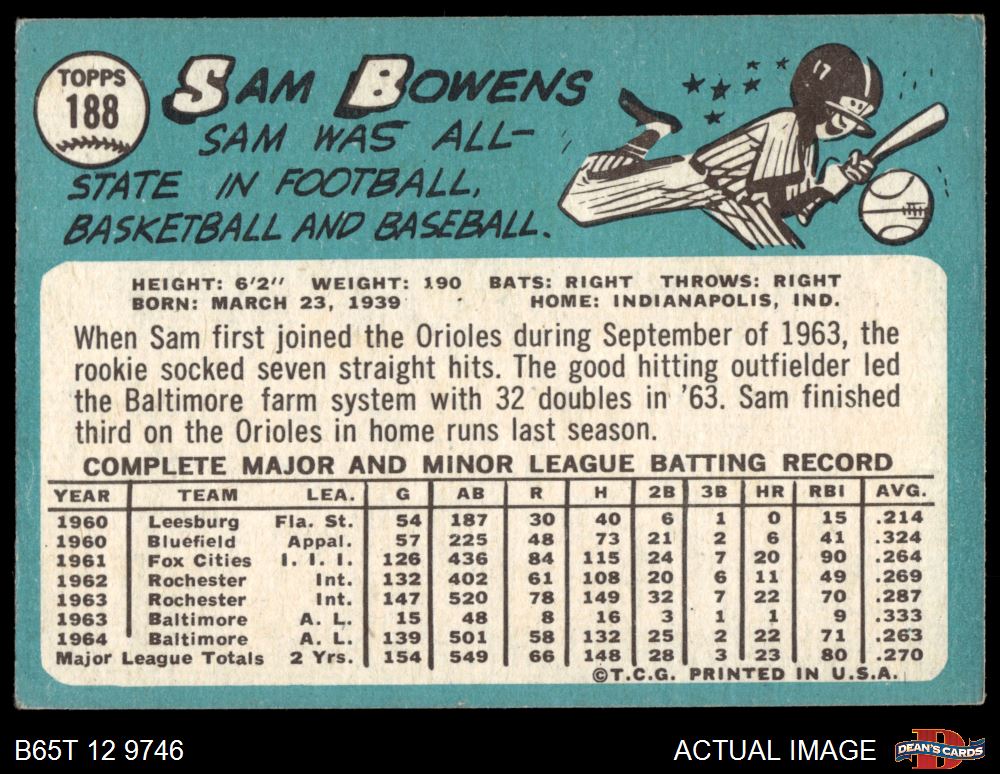 TOPPS
188
SAM BOWENS
SAM WAS ALL-
STATE IN FOOTBALL,
BASKETBALL AND BASEBALL.
17
HEIGHT: 6'2" WEIGHT: 190 BATS: RIGHT THROWS: RIGHT
BORN: MARCH 23, 1939 HOME: INDIANAPOLIS, IND.
When Sam first joined the Orioles during September of 1963, the
rookie socked seven straight hits. The good hitting outfielder led
the Baltimore farm system with 32 doubles in '63. Sam finished
third on the Orioles in home runs last season.
COMPLETE MAJOR AND MINOR LEAGUE BATTING RECORD
YEAR TEAM LEA. G AB R H 2B 3B HR RBI AVG.
1960 Leesburg Fla. St. 54 187 30 40 6 1 0 15 .214
1960 Bluefield Appal. 57 225 48 73 21 2 6 41 .324
1961 Fox Cities I. I. I. 126 436 84 115 24 7 20 90 .264
1962 Rochester Int. 132 402 61 108 20 6 11 49 .269
1963 Rochester Int. 147 520 78 149 32 7 22 70 .287
1963 Baltimore A. L. 15 48 8 16 3 1 1 9 .333
1964 Baltimore A. L. 139 501 58 132 25 2 22 71 .263
Major League Totals 2 Yrs. 154 549 66 148 28 3 23 80 .270
©T.C.G. PRINTED IN U.S.A.
B65T 12 9746
ACTUAL IMAGE
D
DEAN'S CARDS